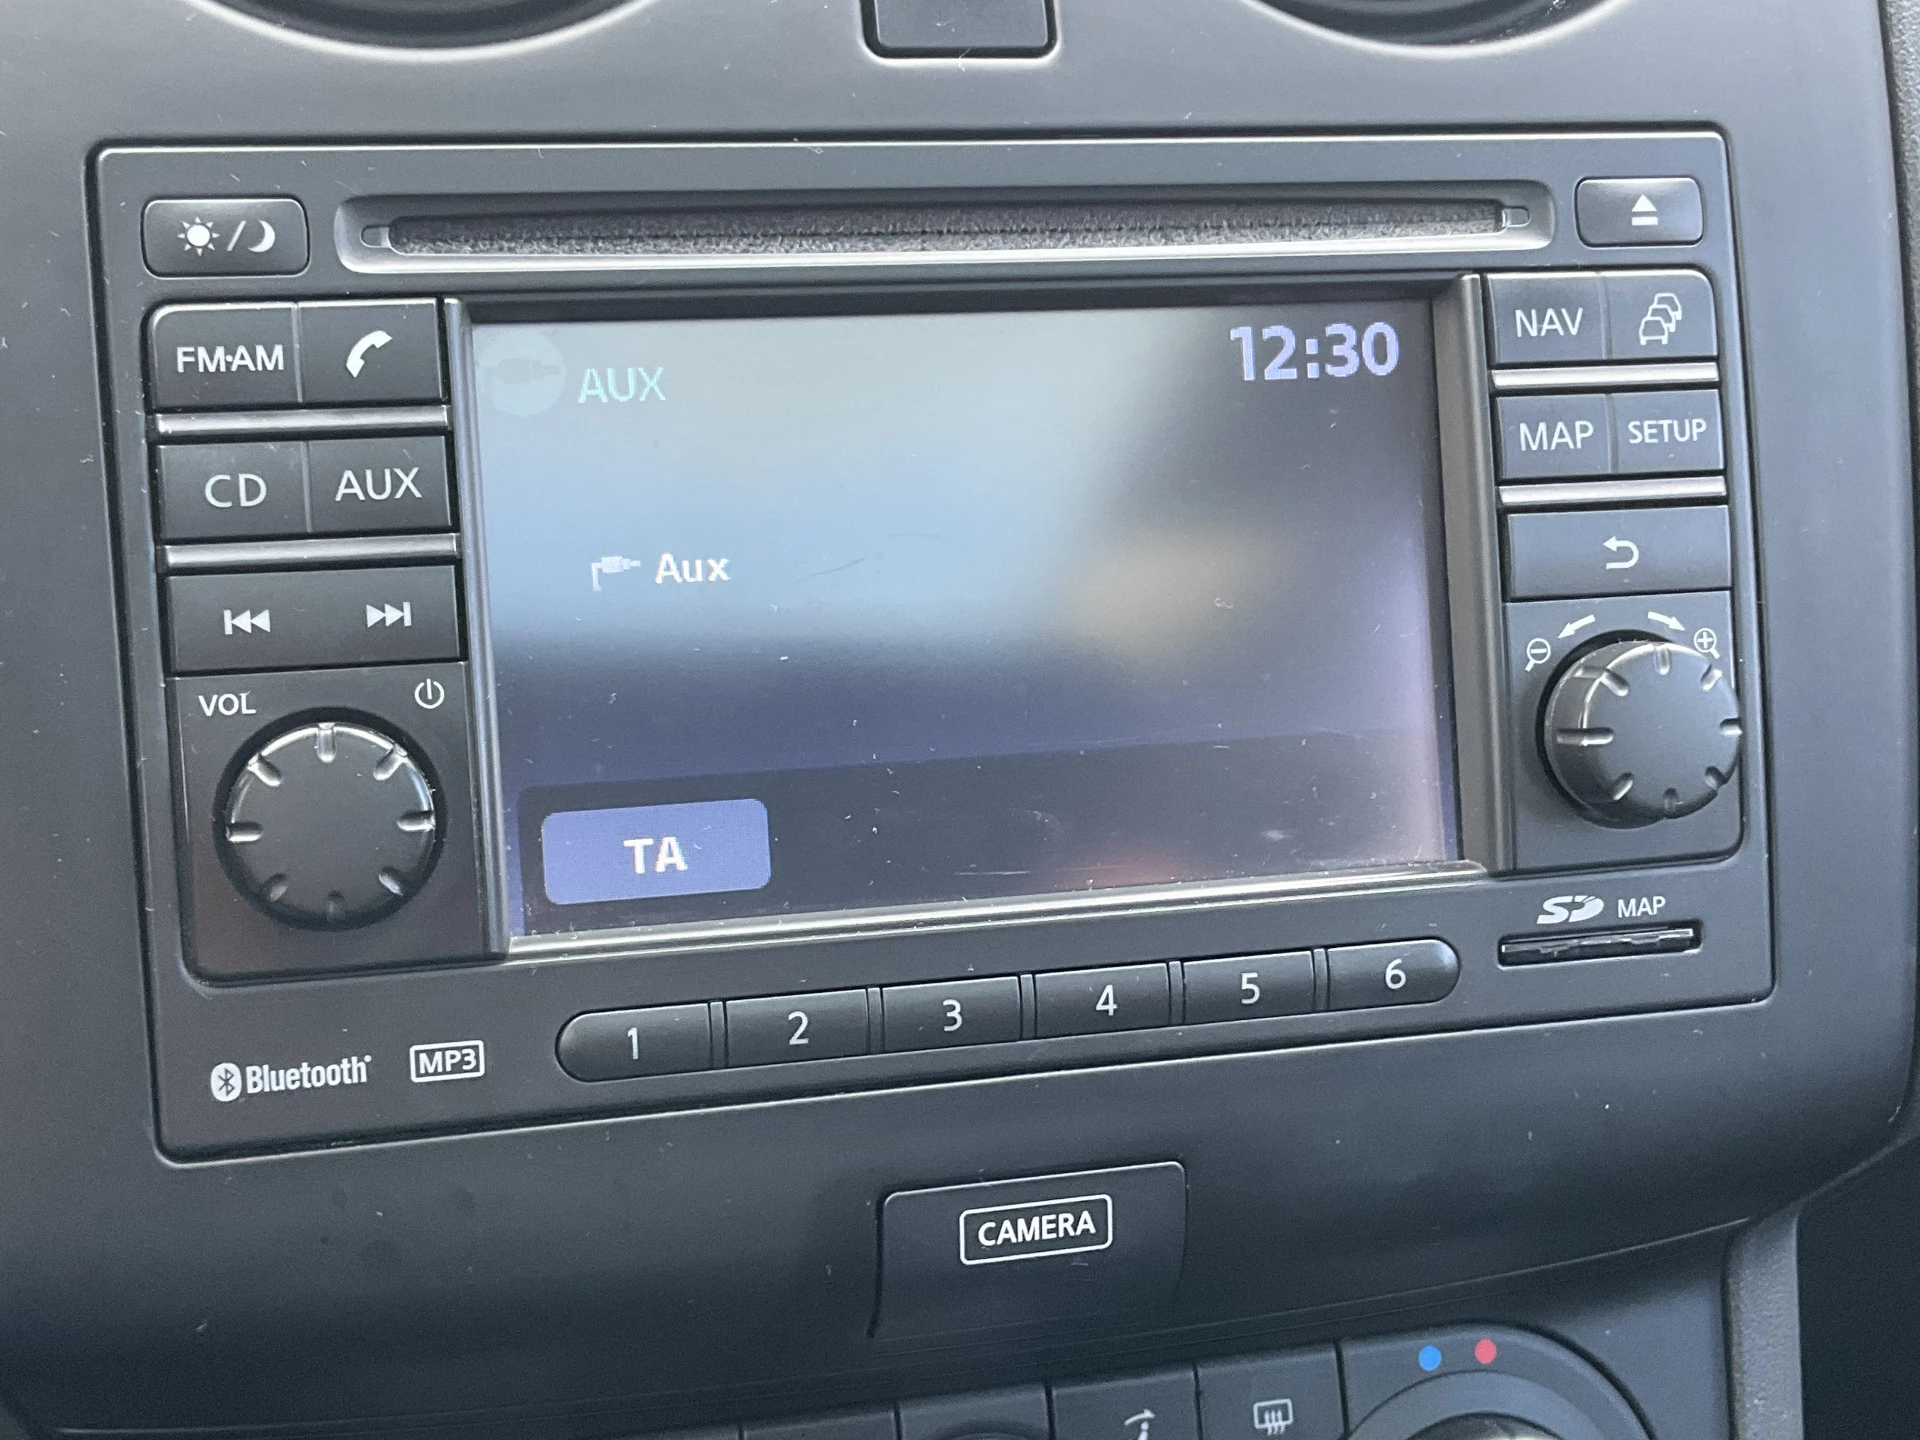 FM·AM
CD
AUX
VOL
AUX
12:30
Aux
TA
NAV
MAP
SETUP
SD MAP
1 2 3 4 5 6
Bluetooth
MP3
CAMERA